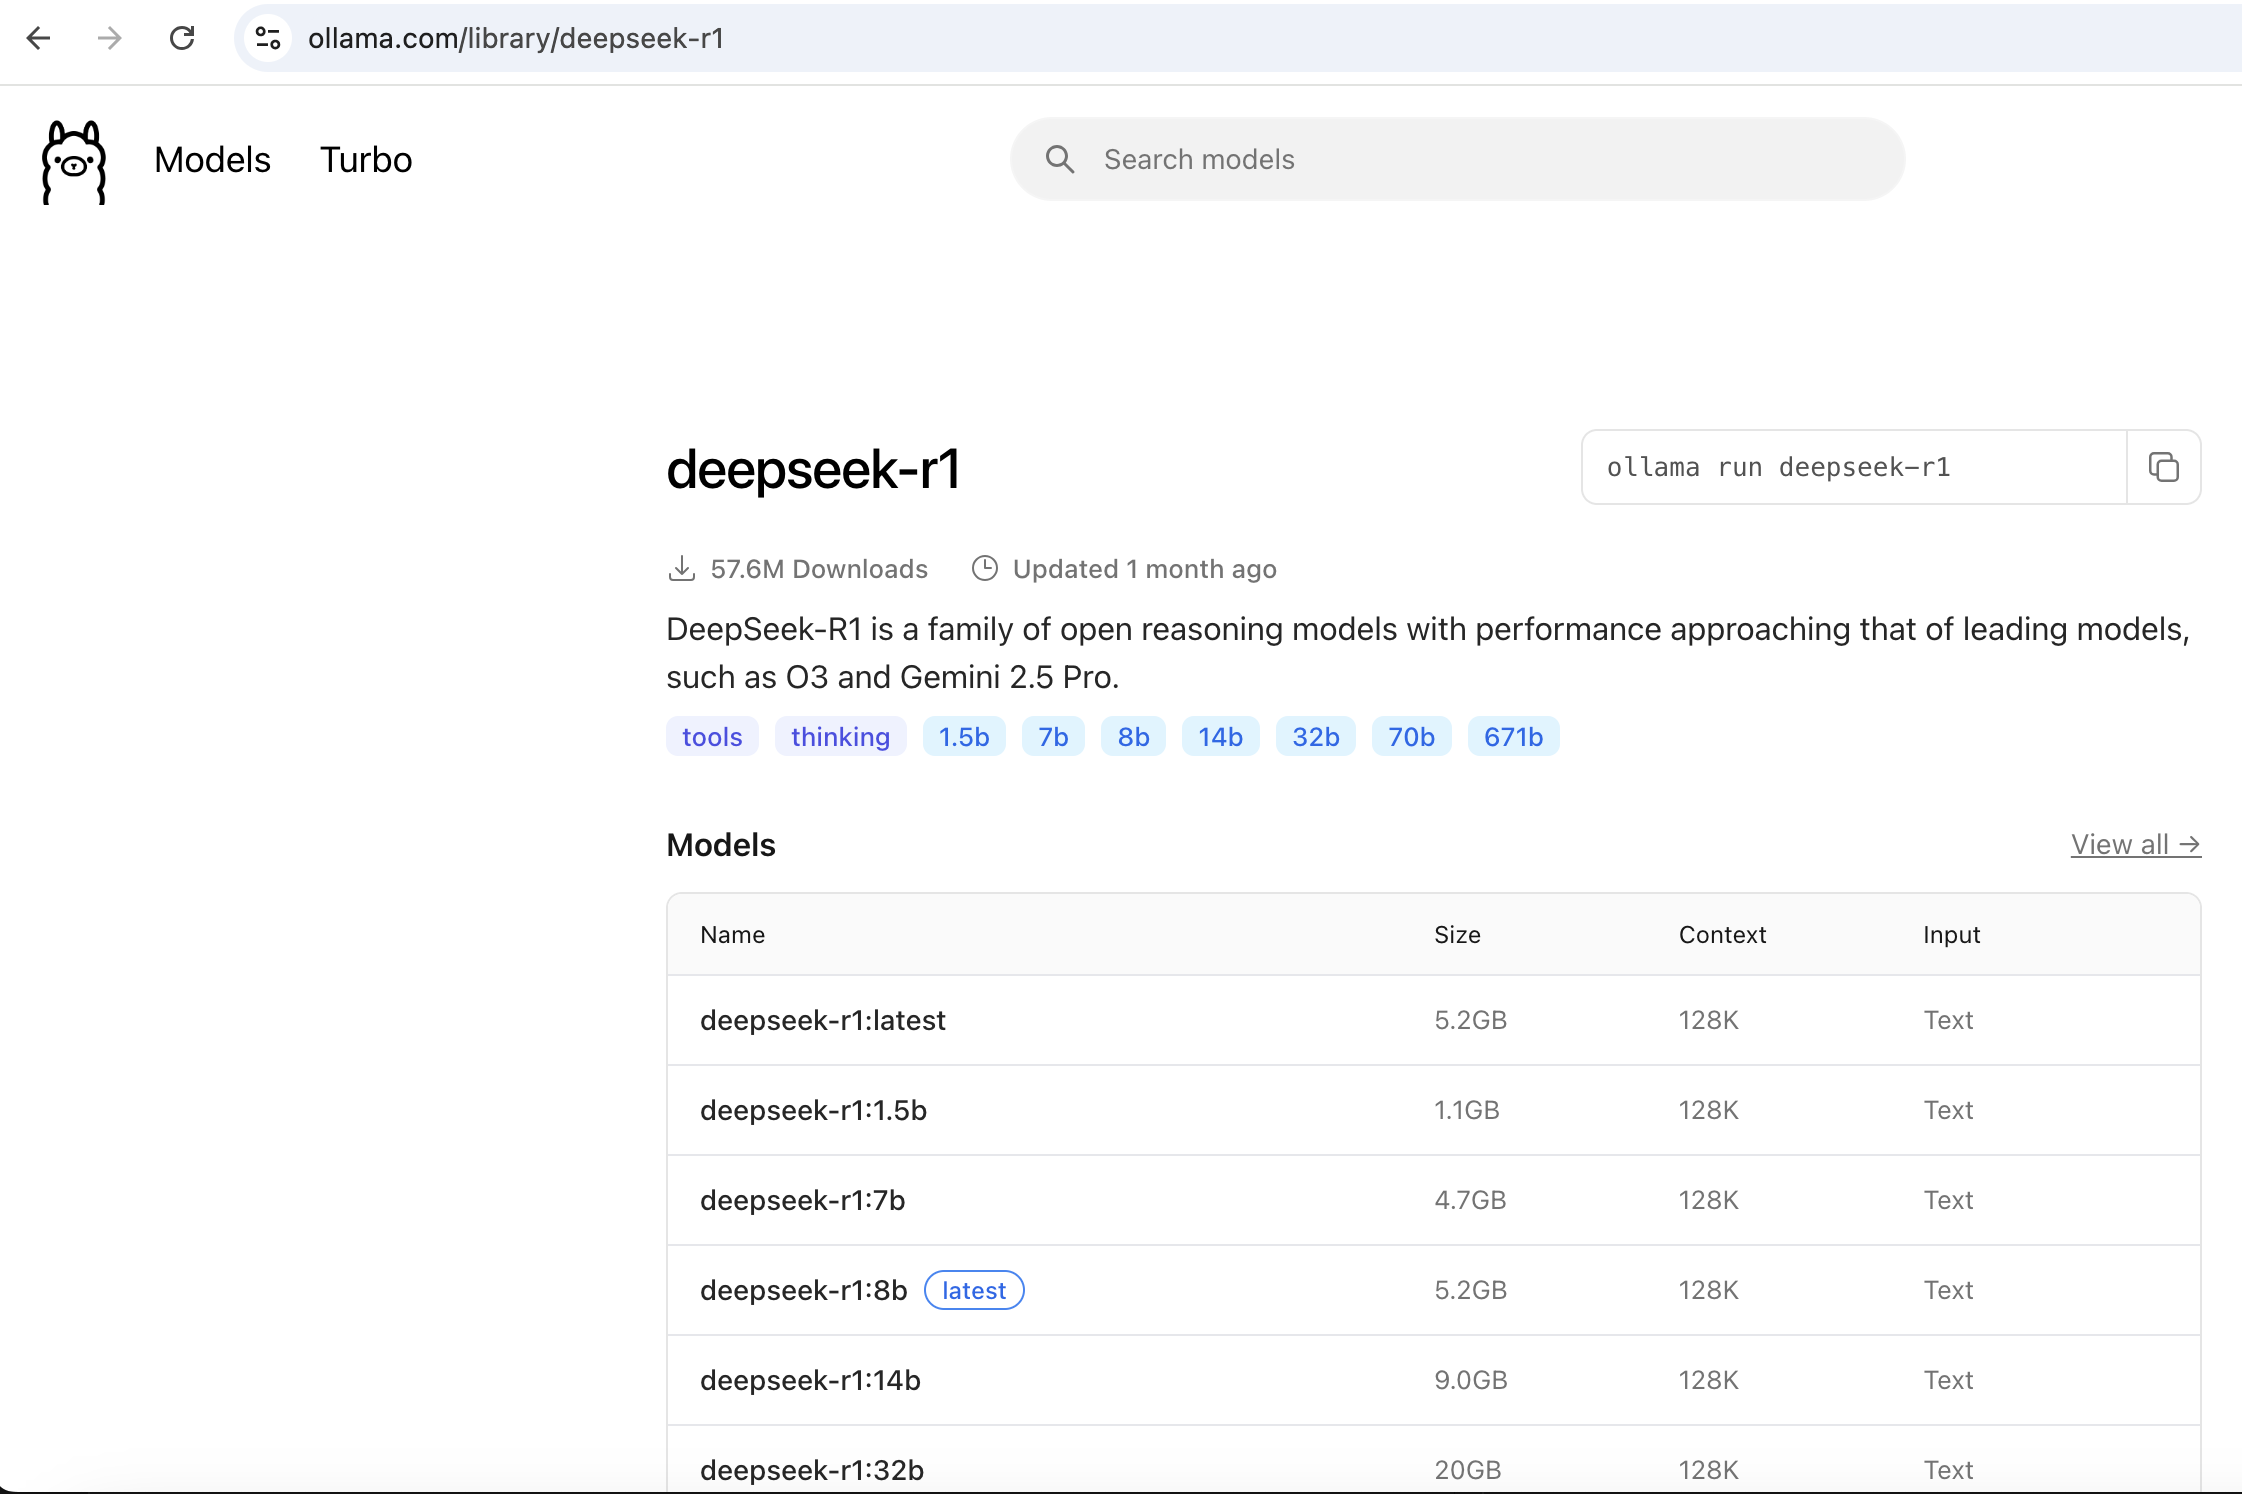 ollama.com/library/deepseek-r1
Models Turbo Search models
deepseek-r1 ollama run deepseek-r1
57.6M Downloads Updated 1 month ago
DeepSeek-R1 is a family of open reasoning models with performance approaching that of leading models,
such as O3 and Gemini 2.5 Pro.
tools thinking 1.5b 7b 8b 14b 32b 70b 671b
Models View all →
Name Size Context Input
deepseek-r1:latest 5.2GB 128K Text
deepseek-r1:1.5b 1.1GB 128K Text
deepseek-r1:7b 4.7GB 128K Text
deepseek-r1:8b latest 5.2GB 128K Text
deepseek-r1:14b 9.0GB 128K Text
deepseek-r1:32b 20GB 128K Text